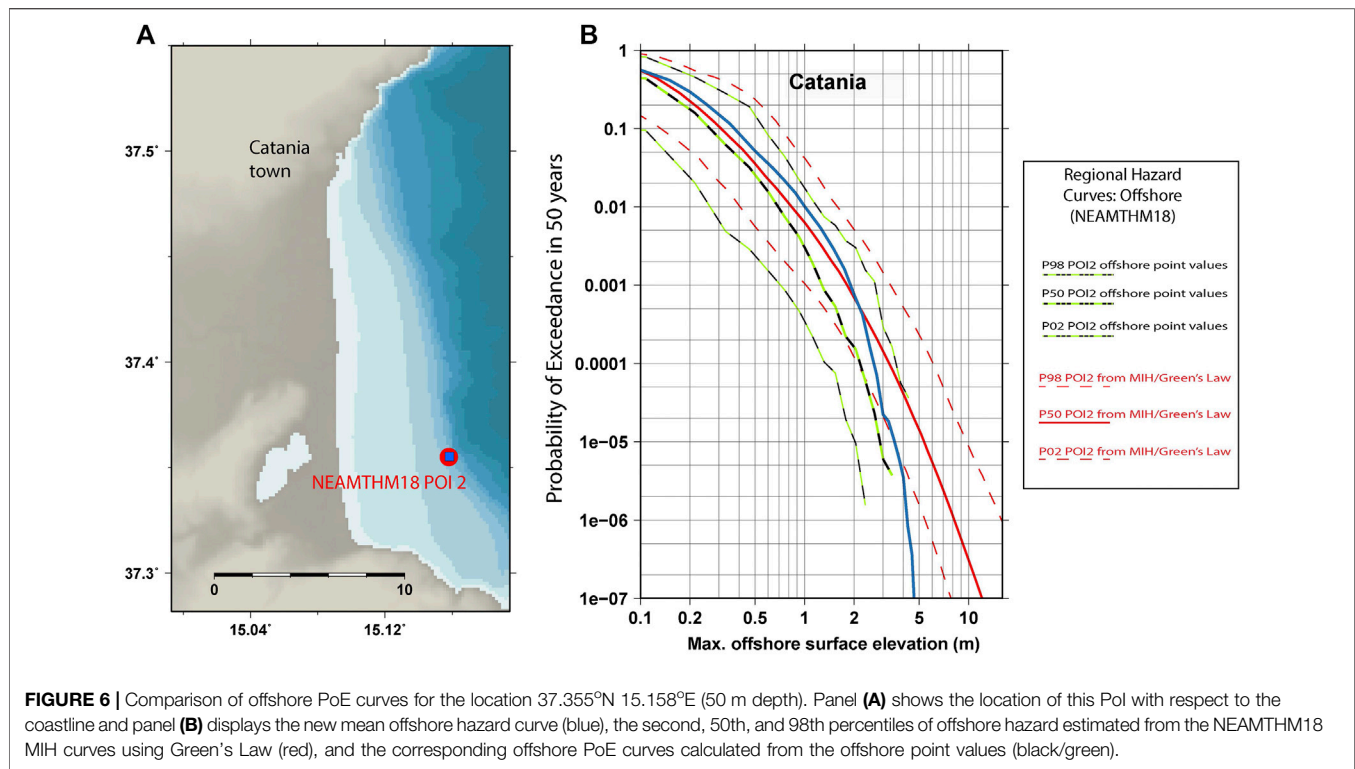 A
37.5°
37.4°
37.3°
Catania
town
NEAMTHM18 POI 2
0
10
15.04°
15.12°
B
Catania
Probability of Exceedance in 50 years
1
0.1
0.01
0.001
0.0001
1e-05
1e-06
1e-07
0.1
0.2
0.5
1
2
5
10
Max. offshore surface elevation (m)
Regional Hazard
Curves: Offshore
(NEAMTHM18)
P98 POI2 offshore point values
P50 POI2 offshore point values
P02 POI2 offshore point values
P98 POI2 from MIH/Green's Law
P50 POI2 from MIH/Green's Law
P02 POI2 from MIH/Green's Law
FIGURE 6 | Comparison of offshore PoE curves for the location 37.355°N 15.158°E (50 m depth). Panel (A) shows the location of this PoI with respect to the
coastline and panel (B) displays the new mean offshore hazard curve (blue), the second, 50th, and 98th percentiles of offshore hazard estimated from the NEAMTHM18
MIH curves using Green's Law (red), and the corresponding offshore PoE curves calculated from the offshore point values (black/green).